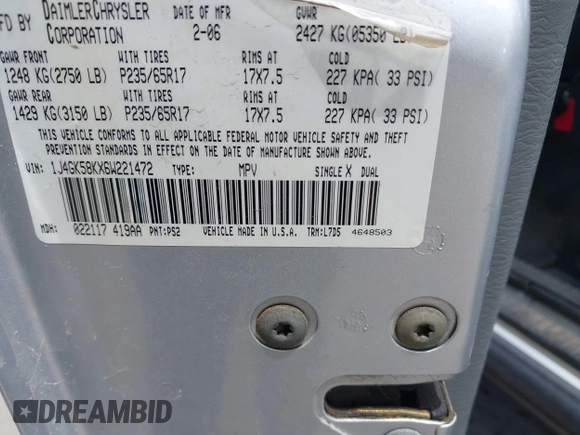 FD BY DAIMLERCHRYSLER CORPORATION DATE OF MFR 2-06 GVWR 2427 KG(05350 LB)
GAWR FRONT WITH TIRES RIMS AT COLD
1248 KG(2750 LB) P235/65R17 17X7.5 227 KPA( 33 PSI)
GAWR REAR WITH TIRES RIMS AT COLD
1429 KG(3150 LB) P235/65R17 17X7.5 227 KPA( 33 PSI)
THIS VEHICLE CONFORMS TO ALL APPLICABLE FEDERAL MOTOR VEHICLE SAFETY AND THEFT
PREVENTION STANDARDS IN EFFECT ON THE DATE OF MANUFACTURE SHOWN ABOVE.
VIN: 1J4GK58KX6W221472 TYPE: MPV SINGLE X DUAL
MDH: 022117 419AA PNT:PS2 VEHICLE MADE IN U.S.A. TRM:L7D5 4648503
DREAMBID